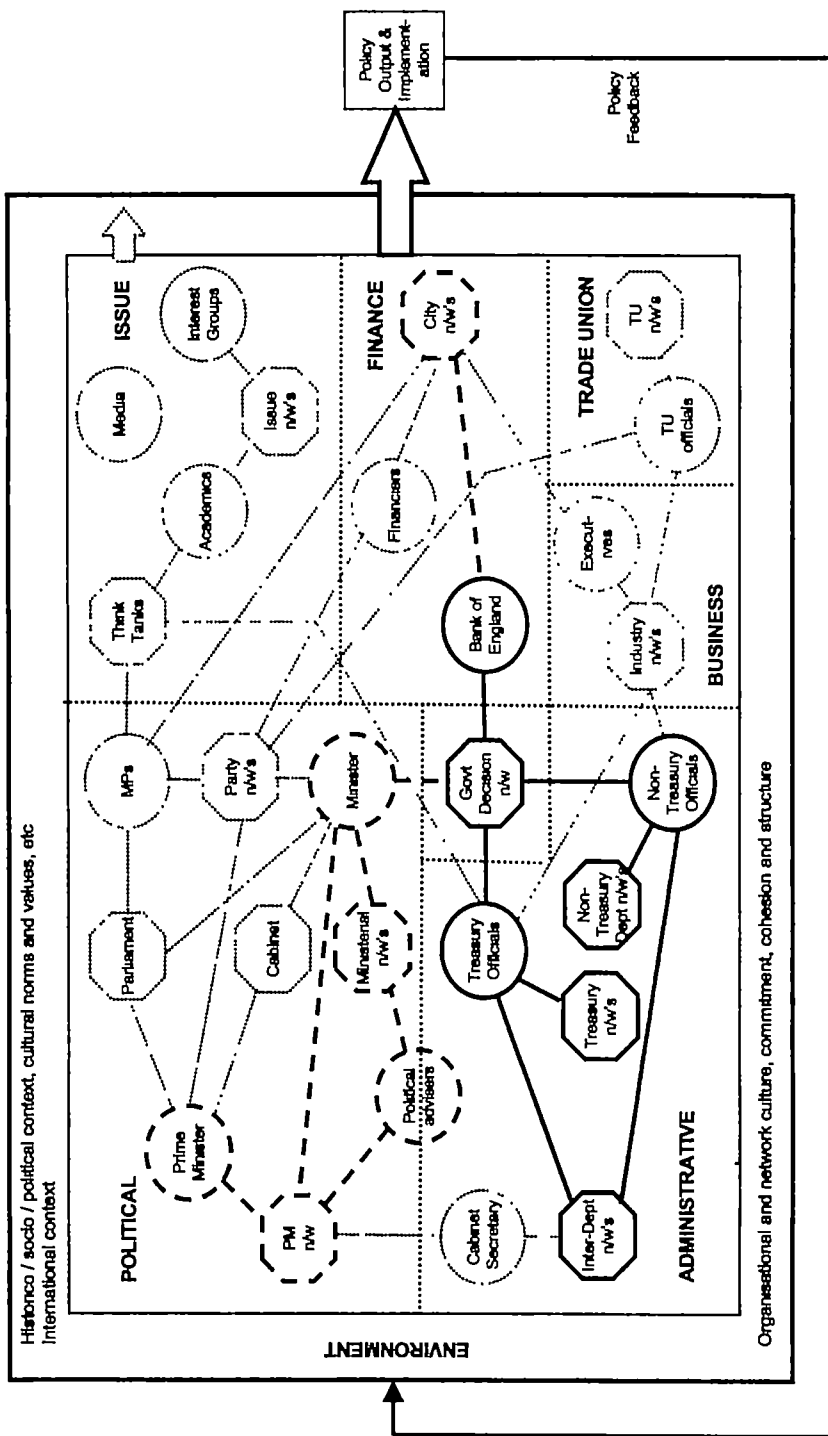 Historico / socio / political context, cultural norms and values, etc
International context
ENVIRONMENT
POLITICAL
Prime
Minister
PM
n/w
Parliament
Cabinet
Ministerial
n/w's
Political
advisers
MPs
Party
n/w's
Minister
ISSUE
Think
Tanks
Academics
Media
Issue
n/w's
Interest
Groups
FINANCE
Financiers
City
n/w's
Bank of
England
Govt
Decision
n/w
ADMINISTRATIVE
Cabinet
Secretary
Inter-Dept
n/w's
Treasury
Officials
Treasury
n/w's
Non-
Treasury
Dept n/w's
Non-
Treasury
Officials
BUSINESS
Industry
n/w's
Executi-
ves
TRADE UNION
TU
officials
TU
n/w's
Organisational and network culture, commitment, cohesion and structure
Policy
Output &
Implement-
ation
Policy
Feedback